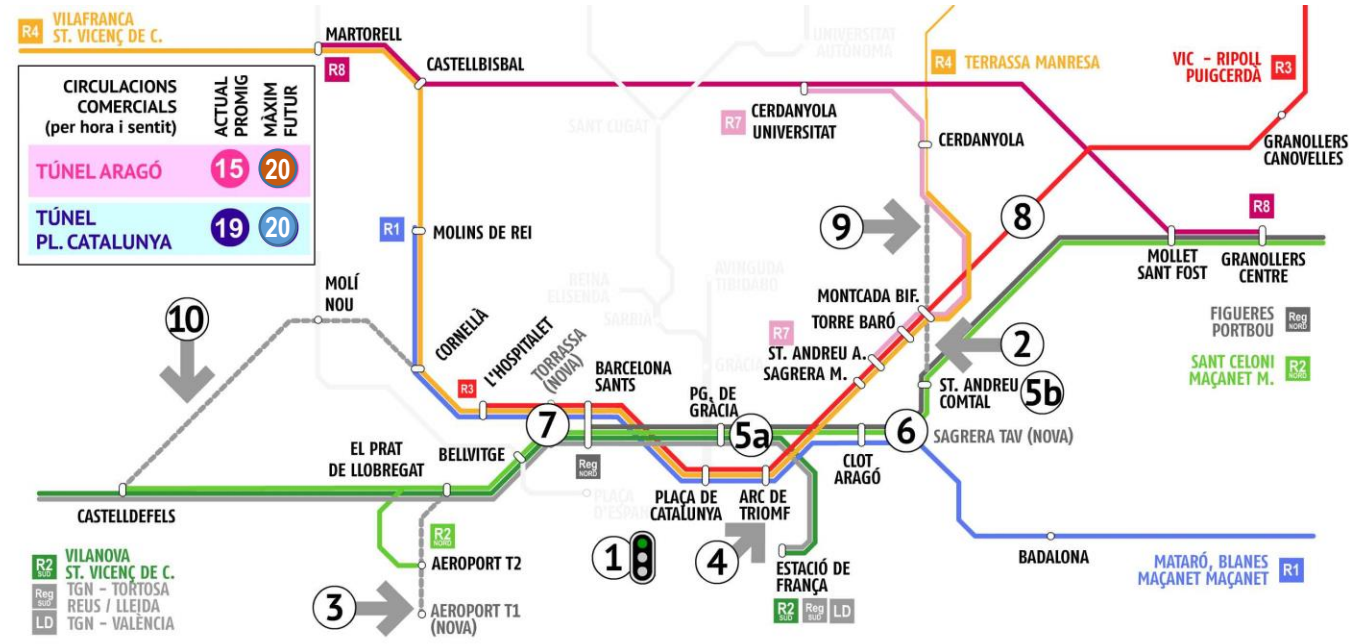 R4 VILAFRANCA
ST. VICENÇ DE C.
MARTORELL
R8
CASTELLBISBAL
UNIVERSITAT
AUTÒNOMA
R4 TERRASSA MANRESA
VIC - RIPOLL
PUIGCERDÀ R3
CIRCULACIONS
COMERCIALS
(per hora i sentit)
ACTUAL
PROMIG
MÀXIM
FUTUR
TÚNEL ARAGÓ 15 20
TÚNEL
PL. CATALUNYA 19 20
SANT CUGAT
R7 CERDANYOLA
UNIVERSITAT
CERDANYOLA
GRANOLLERS
CANOVELLES
R1 MOLINS DE REI
9
8
R8
MOLLET
SANT FOST
GRANOLLERS
CENTRE
MOLÍ
NOU
10
REINA
ELISENDA
AVINGUDA
TIBIDABO
SARRIÀ
GRÀCIA
CORNELLÀ
R3
L'HOSPITALET
TORRASSA
(NOVA)
BARCELONA
SANTS
MONTCADA BIF.
TORRE BARÓ
R7
ST. ANDREU A.
SAGRERA M.
2
FIGUERES
PORTBOU Reg NORD
SANT CELONI
MAÇANET M. R2 NORD
ST. ANDREU
COMTAL 5b
PG. DE
GRÀCIA
7
5a
6
SAGRERA TAV (NOVA)
EL PRAT
DE LLOBREGAT
BELLVITGE
Reg NORD
CLOT
ARAGÓ
PLAÇA
D'ESPANYA
PLAÇA DE
CATALUNYA
ARC DE
TRIOMF
CASTELLDEFELS
R2 NORD
AEROPORT T2
1
4
ESTACIÓ DE
FRANÇA
R2 SUD Reg SUD LD
BADALONA
MATARÓ, BLANES
MAÇANET MAÇANET R1
R2 SUD VILANOVA
ST. VICENÇ DE C.
Reg SUD TGN - TORTOSA
REUS / LLEIDA
LD TGN - VALÈNCIA
3
AEROPORT T1
(NOVA)